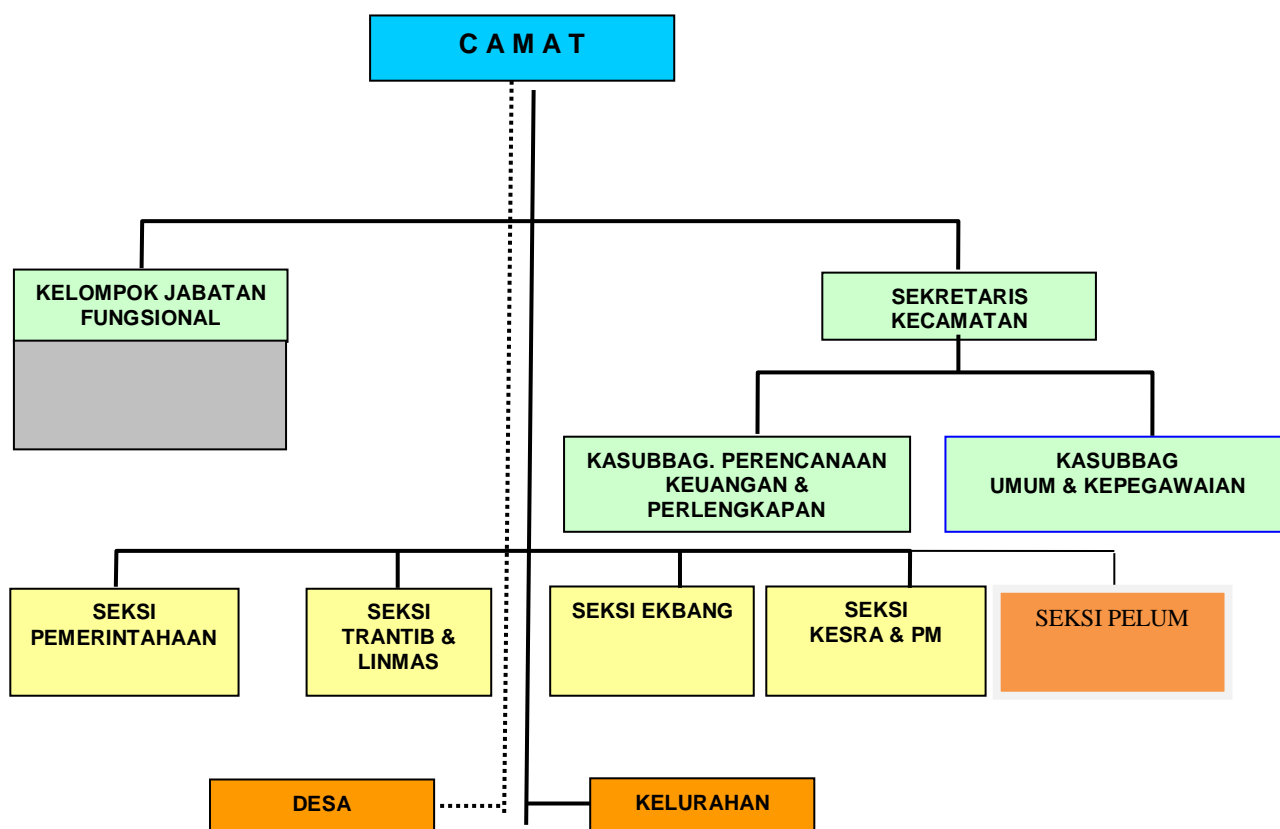 C A M A T
KELOMPOK JABATAN
FUNGSIONAL
SEKRETARIS
KECAMATAN
KASUBBAG. PERENCANAAN
KEUANGAN &
PERLENGKAPAN
KASUBBAG
UMUM & KEPEGAWAIAN
SEKSI
PEMERINTAHAAN
SEKSI
TRANTIB &
LINMAS
SEKSI EKBANG
SEKSI
KESRA & PM
SEKSI PELUM
DESA
KELURAHAN